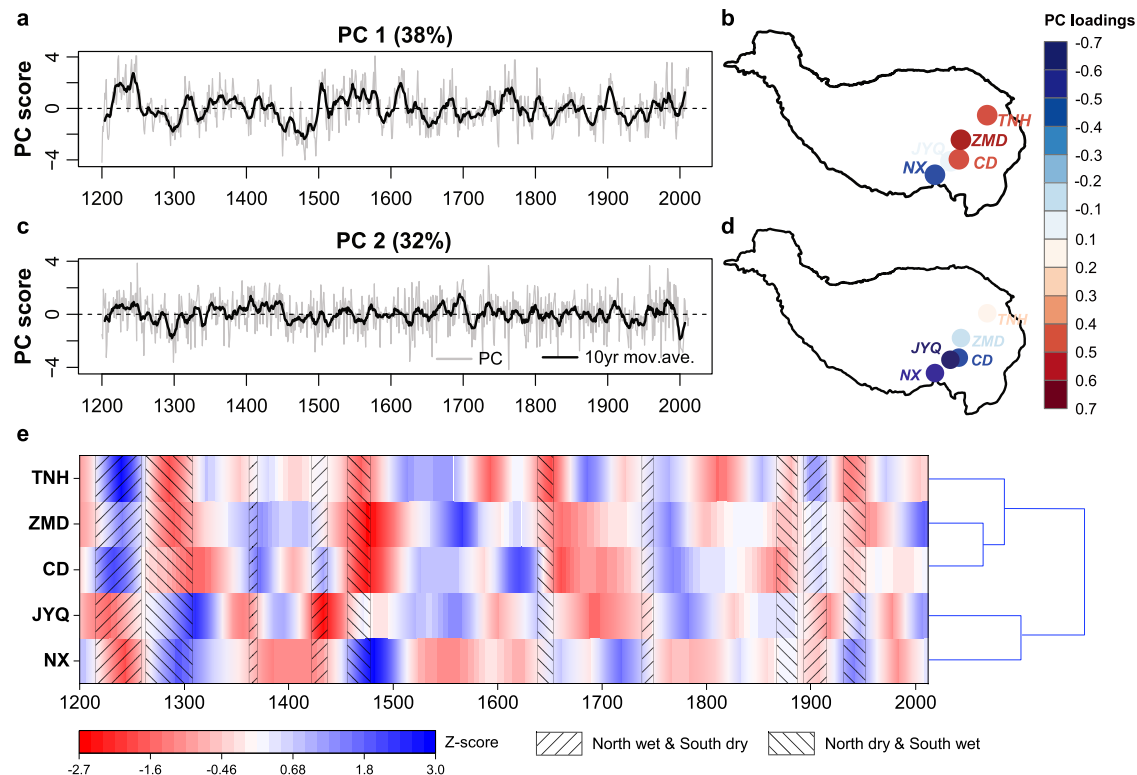 a
PC 1 (38%)
PC score
4
0
−4
1200 1300 1400 1500 1600 1700 1800 1900 2000
b
TNH
ZMD
JYQ
CD
NX
PC loadings
-0.7
-0.6
-0.5
-0.4
-0.3
-0.2
-0.1
0.1
0.2
0.3
0.4
0.5
0.6
0.7
c
PC 2 (32%)
PC score
4
0
−4
PC 10yr mov.ave.
1200 1300 1400 1500 1600 1700 1800 1900 2000
d
TNH
ZMD
JYQ
CD
NX
e
TNH
ZMD
CD
JYQ
NX
1200 1300 1400 1500 1600 1700 1800 1900 2000
Z-score
-2.7 -1.6 -0.46 0.68 1.8 3.0
North wet & South dry
North dry & South wet